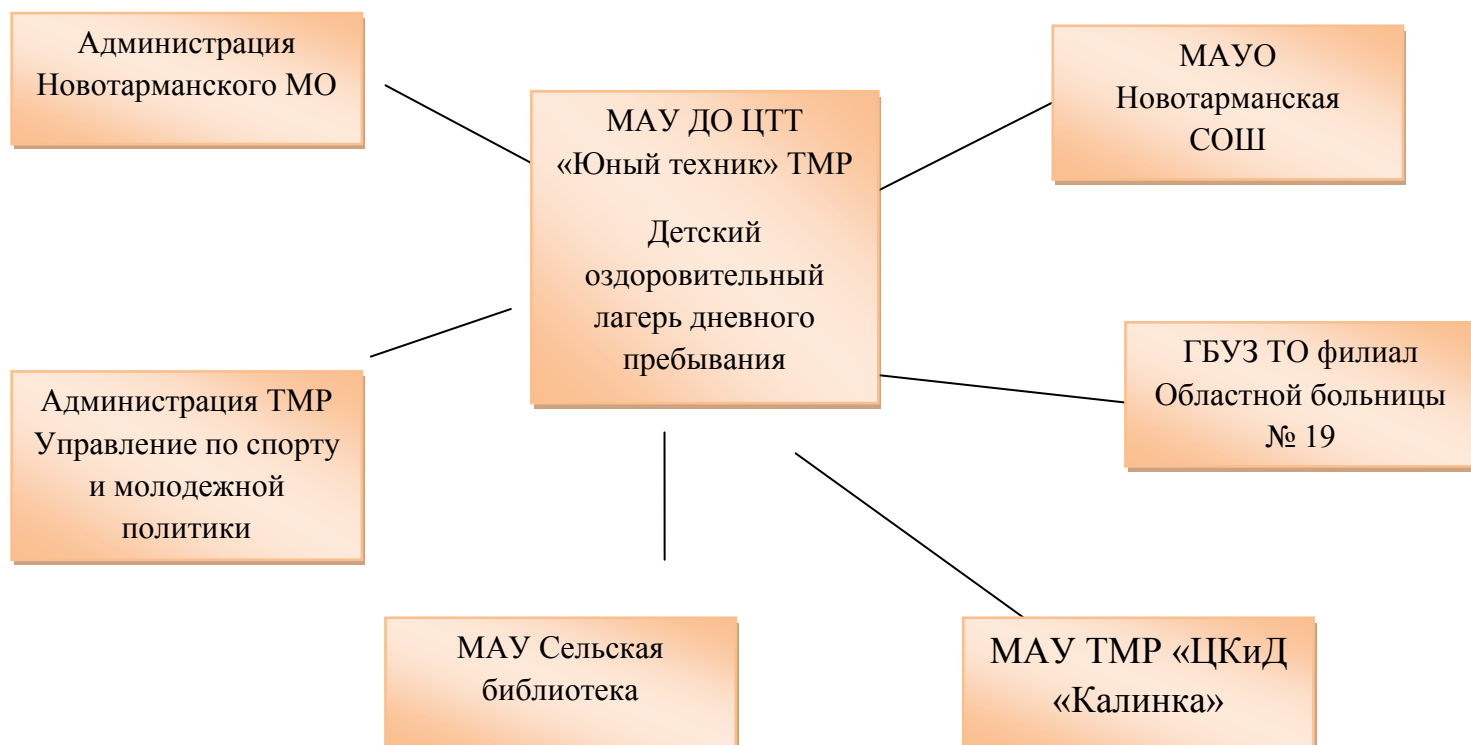 Администрация
Новотарманского МО
МАУО
Новотарманская
СОШ
МАУ ДО ЦТТ
«Юный техник» ТМР
Детский
оздоровительный
лагерь дневного
пребывания
ГБУЗ ТО филиал
Областной больницы
№ 19
Администрация ТМР
Управление по спорту
и молодежной
политики
МАУ Сельская
библиотека
МАУ ТМР «ЦКиД
«Калинка»